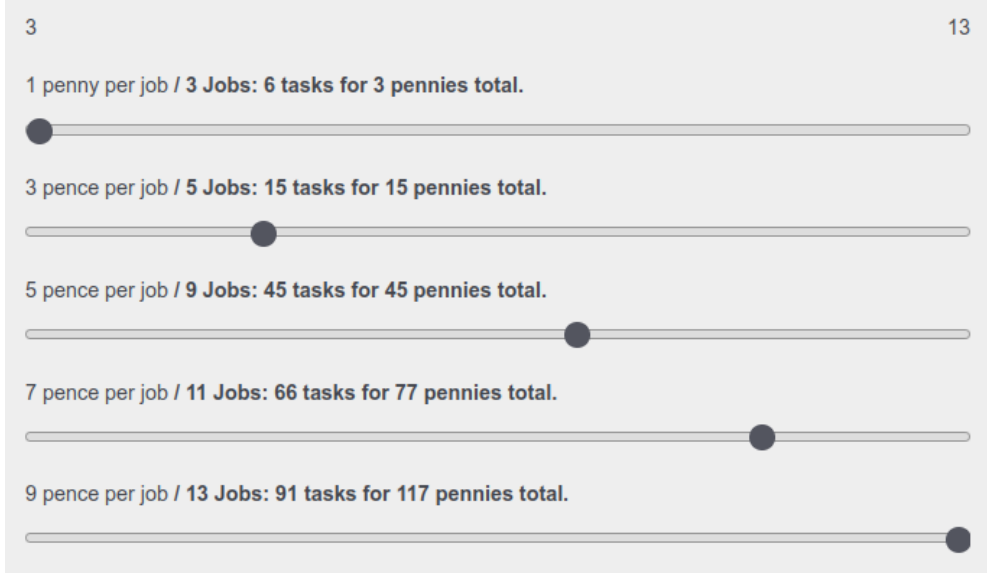 3 13
1 penny per job / 3 Jobs: 6 tasks for 3 pennies total.
3 pence per job / 5 Jobs: 15 tasks for 15 pennies total.
5 pence per job / 9 Jobs: 45 tasks for 45 pennies total.
7 pence per job / 11 Jobs: 66 tasks for 77 pennies total.
9 pence per job / 13 Jobs: 91 tasks for 117 pennies total.